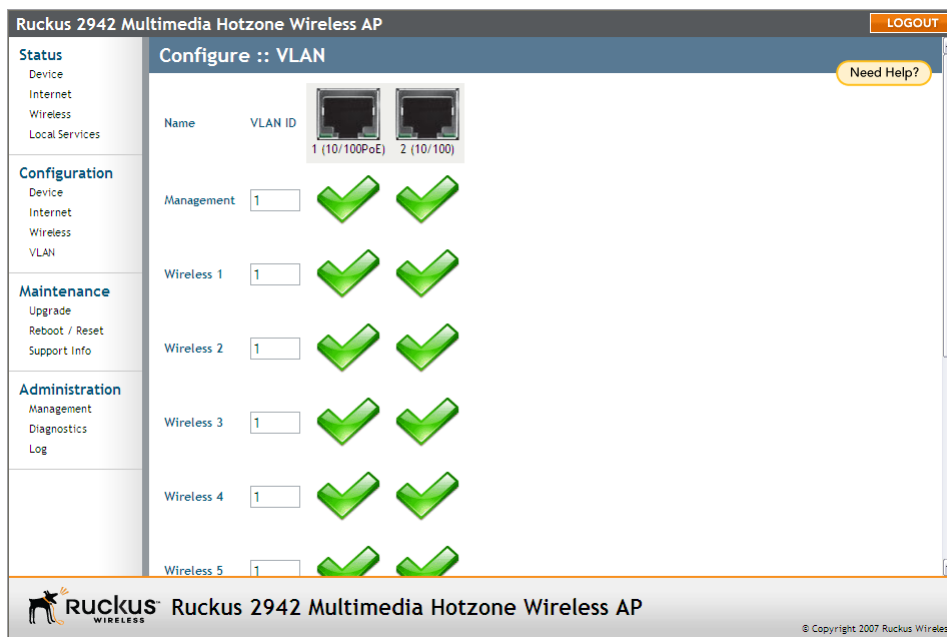 Ruckus 2942 Multimedia Hotzone Wireless AP
LOGOUT
Status
Device
Internet
Wireless
Local Services
Configuration
Device
Internet
Wireless
VLAN
Maintenance
Upgrade
Reboot / Reset
Support Info
Administration
Management
Diagnostics
Log
Configure :: VLAN
Need Help?
Name VLAN ID
1 (10/100PoE) 2 (10/100)
Management 1
Wireless 1 1
Wireless 2 1
Wireless 3 1
Wireless 4 1
Wireless 5 1
Ruckus WIRELESS Ruckus 2942 Multimedia Hotzone Wireless AP
© Copyright 2007 Ruckus Wireles